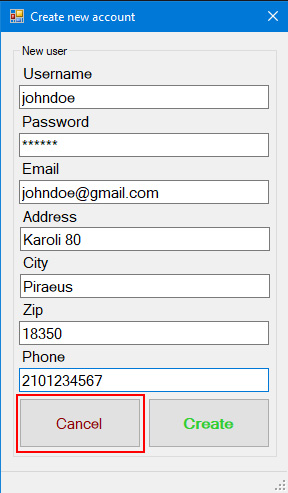 Create new account
New user
Username
johndoe
Password
******
Email
johndoe@gmail.com
Address
Karoli 80
City
Piraeus
Zip
18350
Phone
2101234567
Cancel Create